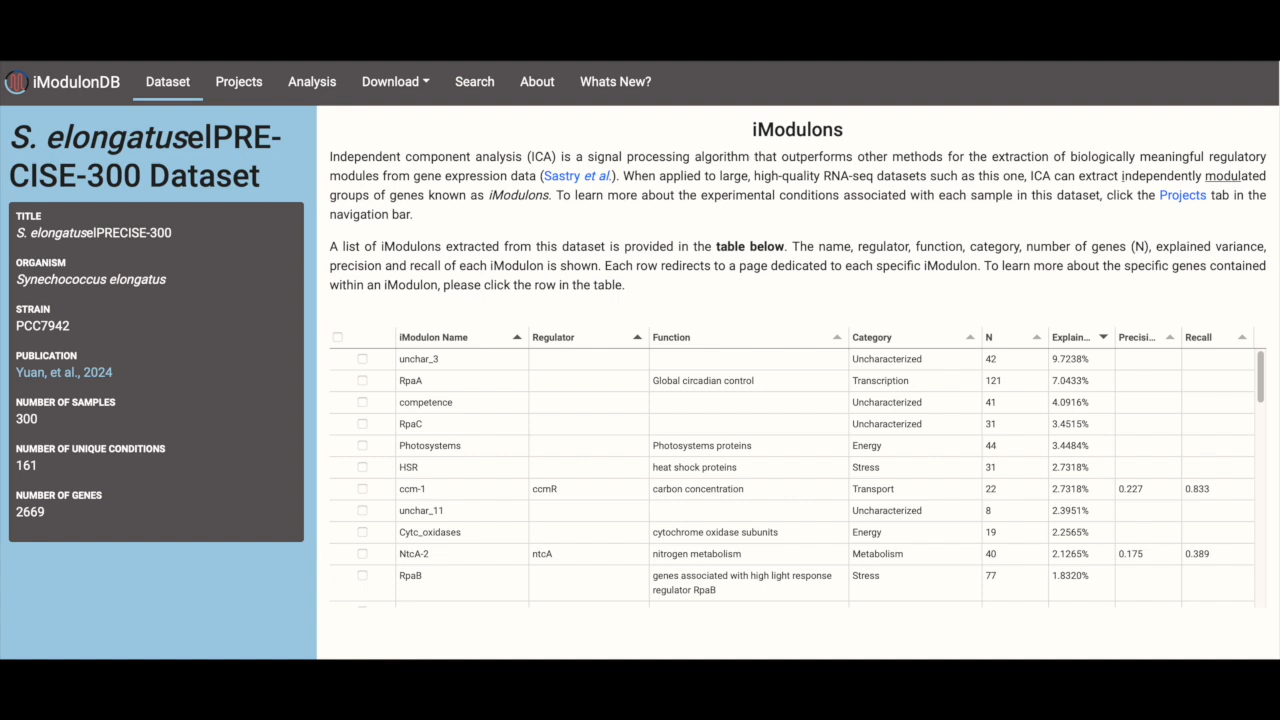 iModulonDB
Dataset
Projects
Analysis
Download
Search
About
Whats New?
S. elongatuselPRE-
CISE-300 Dataset
TITLE
S. elongatuselPRECISE-300
ORGANISM
Synechococcus elongatus
STRAIN
PCC7942
PUBLICATION
Yuan, et al., 2024
NUMBER OF SAMPLES
300
NUMBER OF UNIQUE CONDITIONS
161
NUMBER OF GENES
2669
iModulons
Independent component analysis (ICA) is a signal processing algorithm that outperforms other methods for the extraction of biologically meaningful regulatory
modules from gene expression data (Sastry et al.). When applied to large, high-quality RNA-seq datasets such as this one, ICA can extract independently modulated
groups of genes known as iModulons. To learn more about the experimental conditions associated with each sample in this dataset, click the Projects tab in the
navigation bar.
A list of iModulons extracted from this dataset is provided in the table below. The name, regulator, function, category, number of genes (N), explained variance,
precision and recall of each iModulon is shown. Each row redirects to a page dedicated to each specific iModulon. To learn more about the specific genes contained
within an iModulon, please click the row in the table.
iModulon Name Regulator Function Category N Explain... Precisi... Recall
unchar_3 Uncharacterized 42 9.7238%
RpaA Global circadian control Transcription 121 7.0433%
competence Uncharacterized 41 4.0916%
RpaC Uncharacterized 31 3.4515%
Photosystems Photosystems proteins Energy 44 3.4484%
HSR heat shock proteins Stress 31 2.7318%
ccm-1 ccmR carbon concentration Transport 22 2.7318% 0.227 0.833
unchar_11 Uncharacterized 8 2.3951%
Cytc_oxidases cytochrome oxidase subunits Energy 19 2.2565%
NtcA-2 ntcA nitrogen metabolism Metabolism 40 2.1265% 0.175 0.389
RpaB genes associated with high light response Stress 77 1.8320%
regulator RpaB